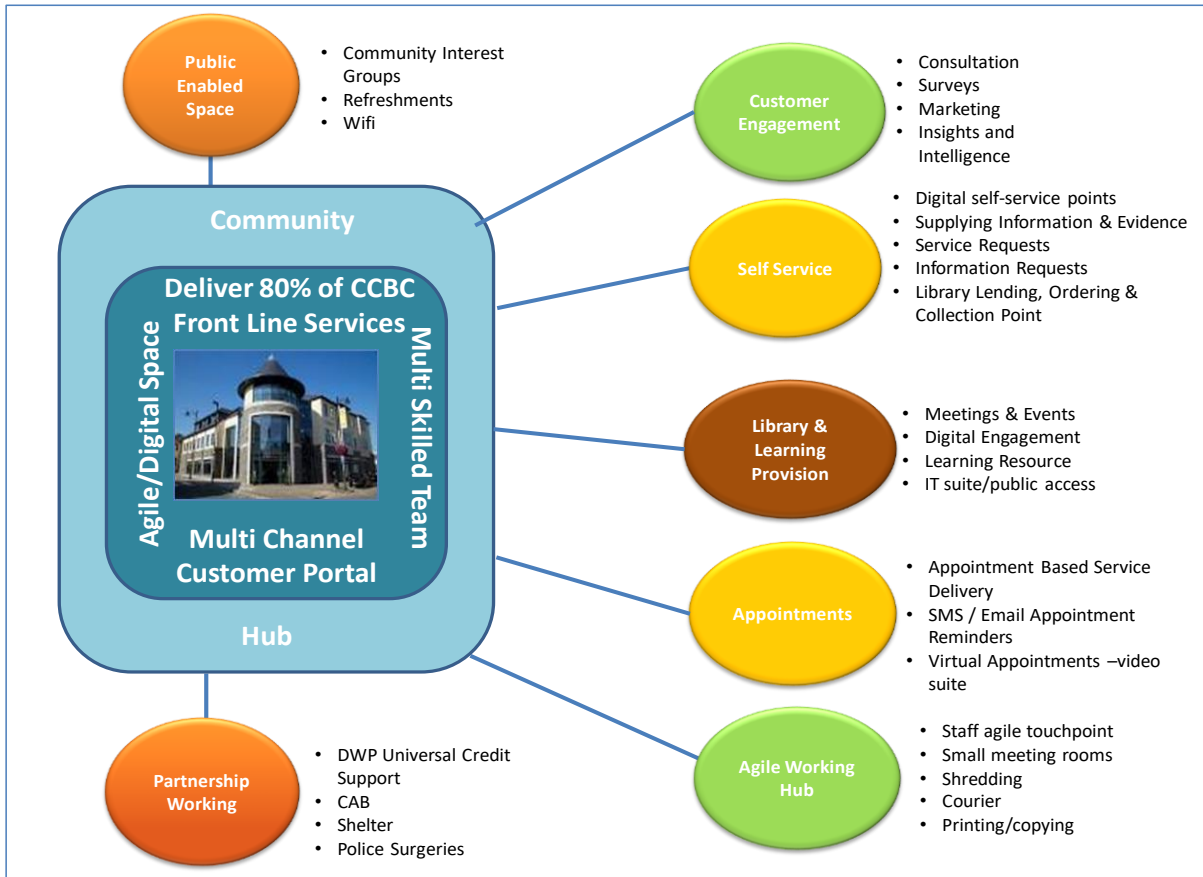 Public
Enabled
Space
• Community Interest
Groups
• Refreshments
• Wifi
Customer
Engagement
• Consultation
• Surveys
• Marketing
• Insights and
Intelligence
Community
Deliver 80% of CCBC
Front Line Services
Agile/Digital Space
Multi Skilled Team
Multi Channel
Customer Portal
Hub
Self Service
• Digital self-service points
• Supplying Information & Evidence
• Service Requests
• Information Requests
• Library Lending, Ordering &
Collection Point
Library &
Learning
Provision
• Meetings & Events
• Digital Engagement
• Learning Resource
• IT suite/public access
Appointments
• Appointment Based Service
Delivery
• SMS / Email Appointment
Reminders
• Virtual Appointments –video
suite
Partnership
Working
• DWP Universal Credit
Support
• CAB
• Shelter
• Police Surgeries
Agile Working
Hub
• Staff agile touchpoint
• Small meeting rooms
• Shredding
• Courier
• Printing/copying